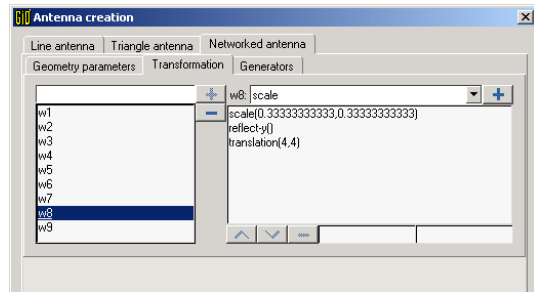 GiD Antenna creation
Line antenna Triangle antenna Networked antenna
Geometry parameters Transformation Generators
w8: scale
w1
w2
w3
w4
w5
w6
w7
w8
w9
scale(0.33333333333,0.33333333333)
reflect-y()
translation(4,4)